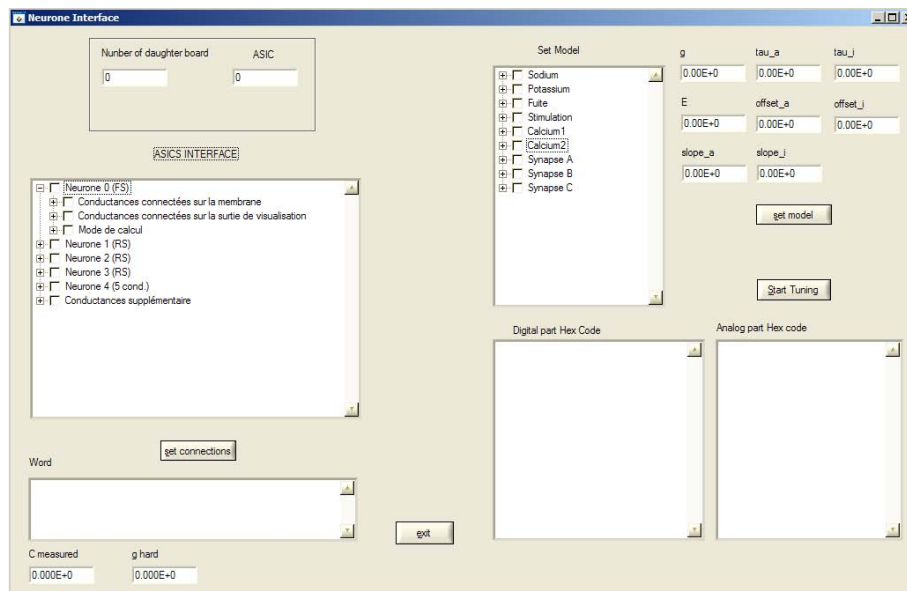 Neurone Interface
Nunber of daughter board
ASIC
0
0
ASICS INTERFACE
Neurone 0 (FS)
Conductances connectées sur la membrane
Conductances connectées sur la surtie de visualisation
Mode de calcul
Neurone 1 (RS)
Neurone 2 (RS)
Neurone 3 (RS)
Neurone 4 (5 cond.)
Conductances supplémentaire
set connections
Word
C measured
g hard
0.000E+0
0.000E+0
exit
Set Model
Sodium
Potassium
Fuite
Stimulation
Calcium1
Calcium2
Synapse A
Synapse B
Synapse C
g
tau_a
tau_i
0.00E+0
0.00E+0
0.00E+0
E
offset_a
offset_i
0.00E+0
0.00E+0
0.00E+0
slope_a
slope_i
0.00E+0
0.00E+0
set model
Start Tuning
Digital part Hex Code
Analog part Hex code